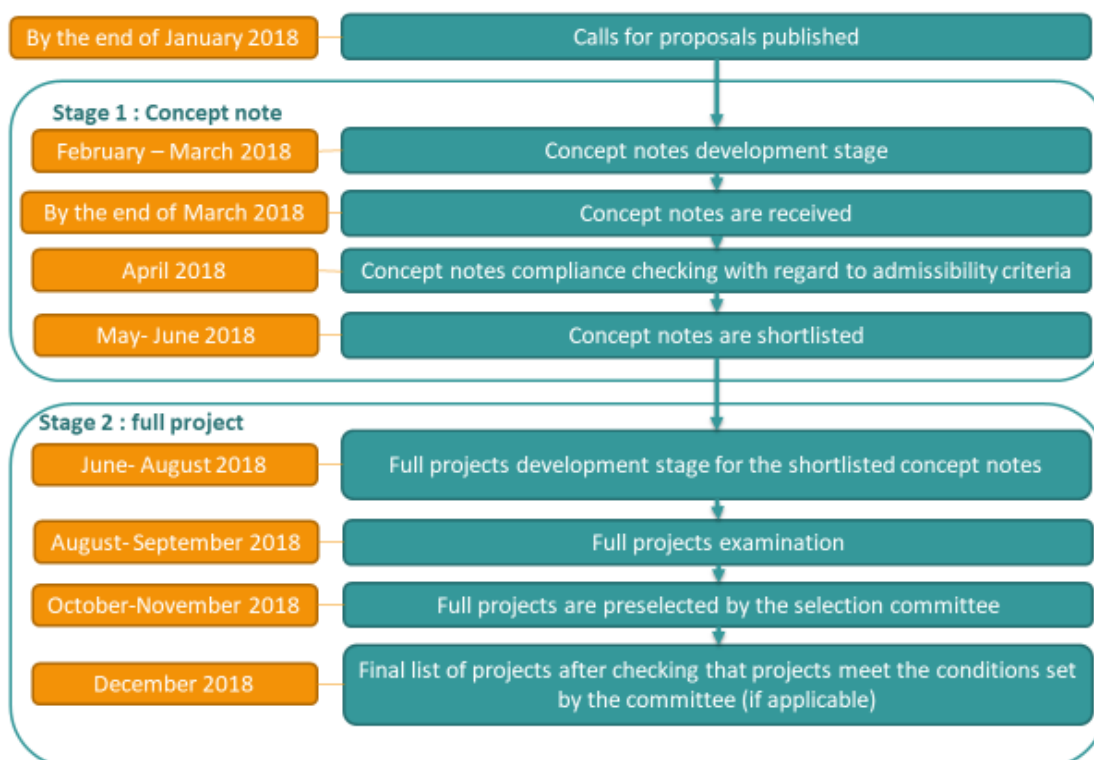 By the end of January 2018
Calls for proposals published
Stage 1 : Concept note
February – March 2018
Concept notes development stage
By the end of March 2018
Concept notes are received
April 2018
Concept notes compliance checking with regard to admissibility criteria
May- June 2018
Concept notes are shortlisted
Stage 2 : full project
June- August 2018
Full projects development stage for the shortlisted concept notes
August- September 2018
Full projects examination
October-November 2018
Full projects are preselected by the selection committee
December 2018
Final list of projects after checking that projects meet the conditions set
by the committee (if applicable)